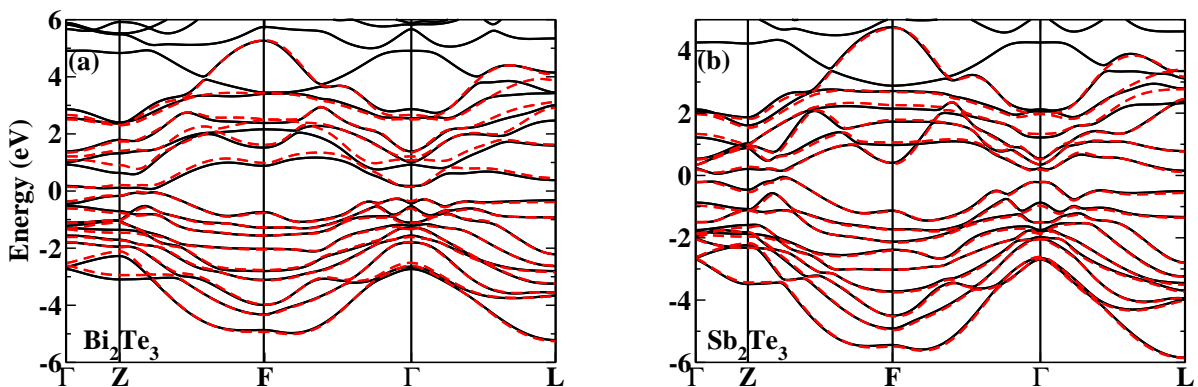 6
4
2
0
-2
-4
-6
Energy (eV)
(a)
Bi2Te3
Γ Z F Γ L
4
2
0
-2
-4
-6
(b)
Sb2Te3
Γ Z F Γ L